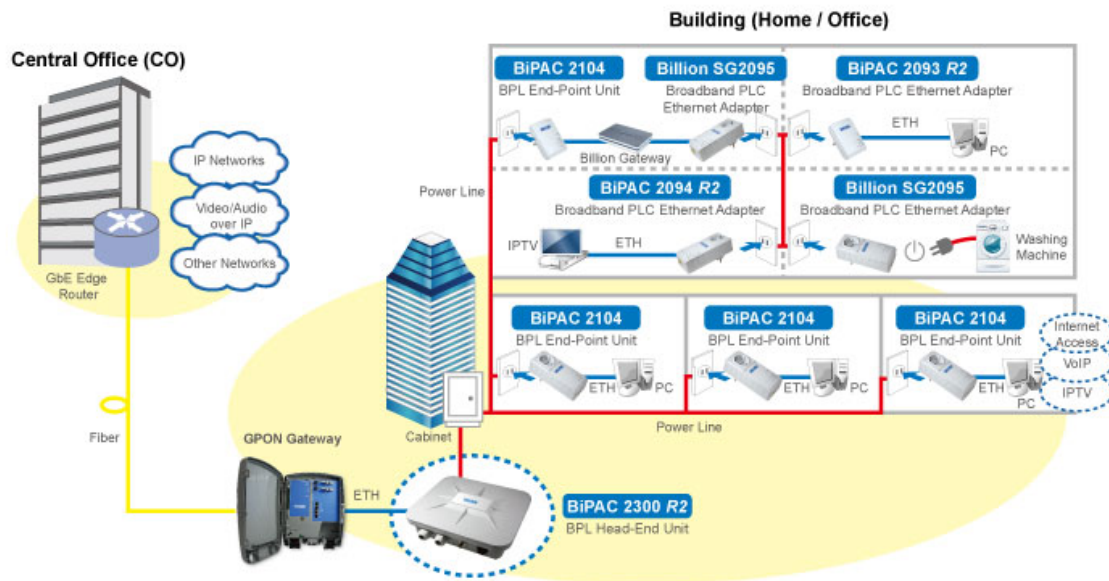 Building (Home / Office)
Central Office (CO)
BiPAC 2104
BPL End-Point Unit
Billion SG2095
Broadband PLC
Ethernet Adapter
BiPAC 2093 R2
Broadband PLC Ethernet Adapter
ETH
PC
Billion Gateway
IP Networks
Video/Audio
over IP
Other Networks
GbE Edge
Router
Power Line
BiPAC 2094 R2
Broadband PLC Ethernet Adapter
IPTV
ETH
Billion SG2095
Broadband PLC Ethernet Adapter
Washing
Machine
BiPAC 2104
BPL End-Point Unit
ETH
PC
BiPAC 2104
BPL End-Point Unit
ETH
PC
BiPAC 2104
BPL End-Point Unit
ETH
PC
Internet
Access
VoIP
IPTV
Power Line
Cabinet
Fiber
GPON Gateway
ETH
BiPAC 2300 R2
BPL Head-End Unit